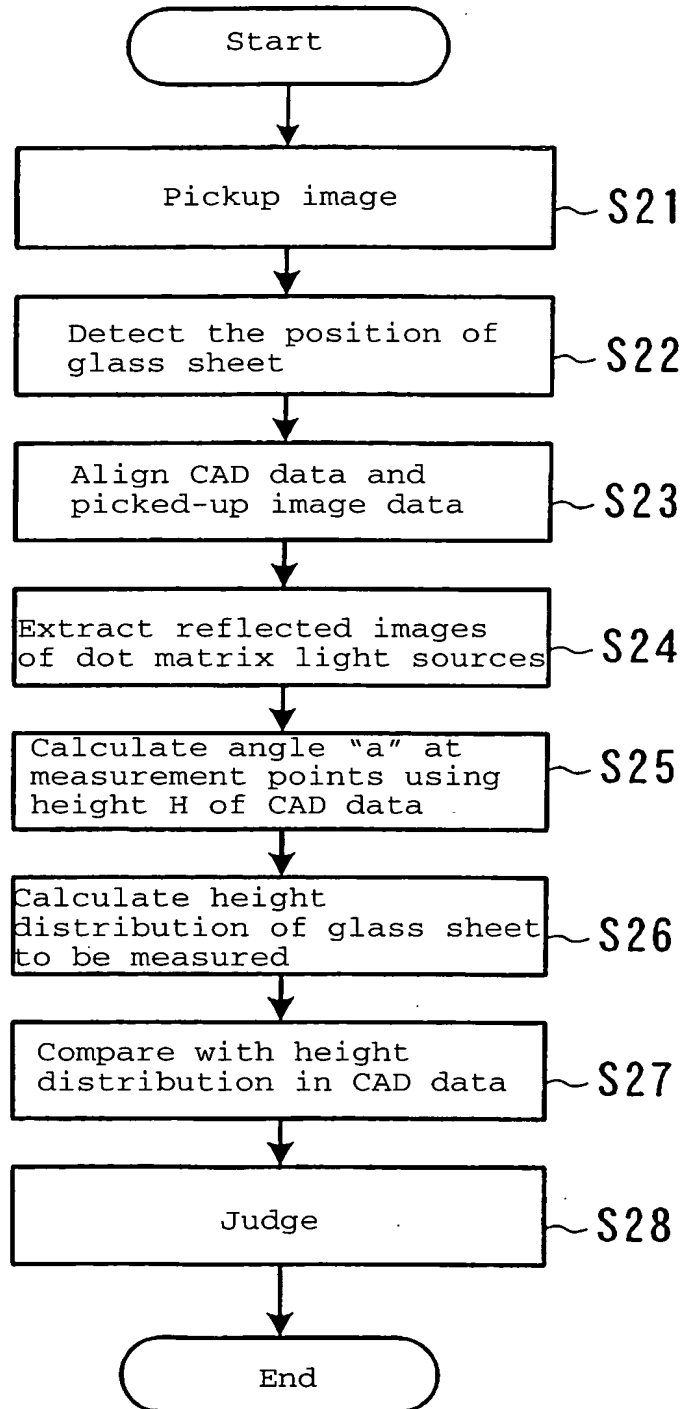 Start
Pickup image
S21
Detect the position of
glass sheet
S22
Align CAD data and
picked-up image data
S23
Extract reflected images
of dot matrix light sources
S24
Calculate angle “a” at
measurement points using
height H of CAD data
S25
Calculate height
distribution of glass sheet
to be measured
S26
Compare with height
distribution in CAD data
S27
Judge
S28
End